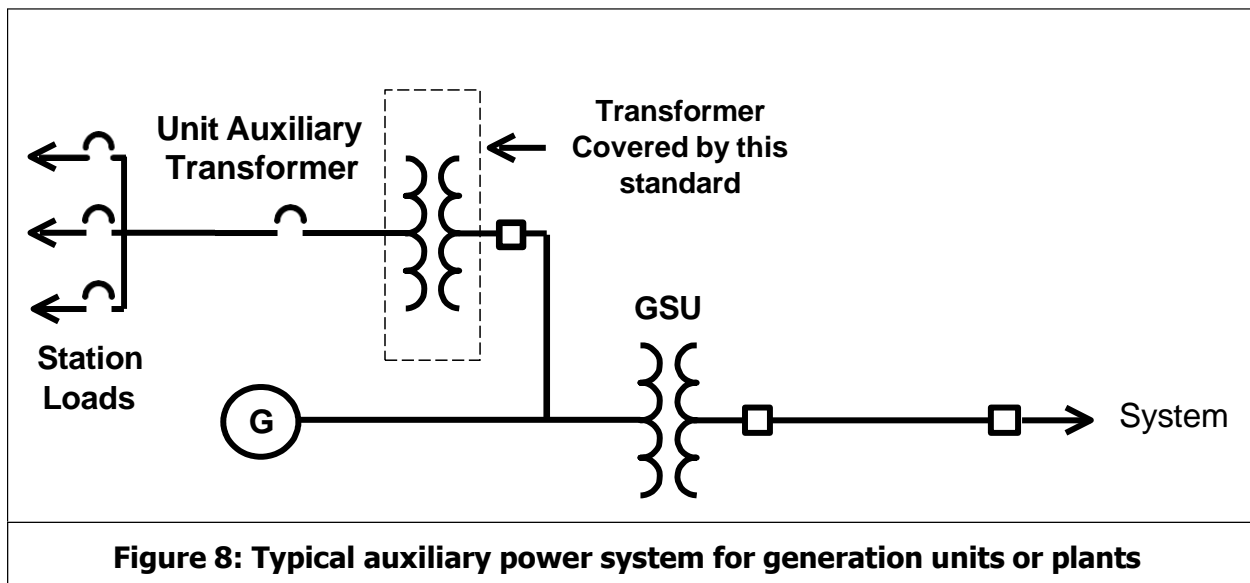 Unit Auxiliary
Transformer
Transformer
Covered by this
standard
Station
Loads
G
GSU
System
Figure 8: Typical auxiliary power system for generation units or plants